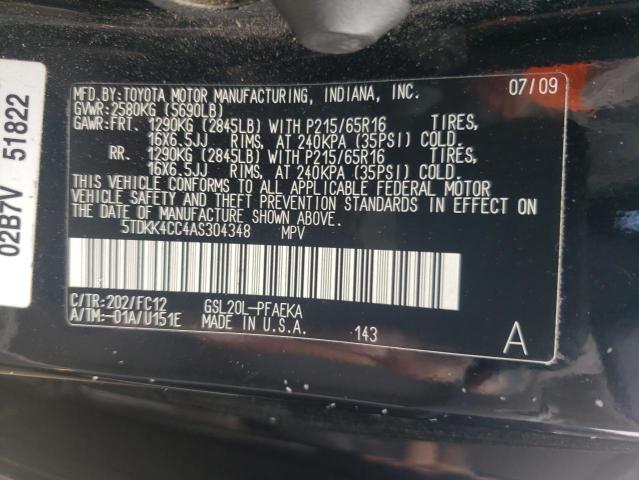 MFD.BY:TOYOTA MOTOR MANUFACTURING, INDIANA, INC. 07/09
GVWR:2580KG (5690LB)
GAWR:FRT. 1290KG (2845LB) WITH P215/65R16 TIRES,
16X6.5JJ RIMS, AT 240KPA (35PSI) COLD.
RR. 1290KG (2845LB) WITH P215/65R16 TIRES,
16X6.5JJ RIMS, AT 240KPA (35PSI) COLD.
THIS VEHICLE CONFORMS TO ALL APPLICABLE FEDERAL MOTOR
VEHICLE SAFETY AND THEFT PREVENTION STANDARDS IN EFFECT ON
THE DATE OF MANUFACTURE SHOWN ABOVE.
5TDKK4CC4AS304348 MPV
C/TR:202/FC12 GSL20L-PFAEKA
A/TM:-01A/U151E MADE IN U.S.A. 143 A
02B7V 51822